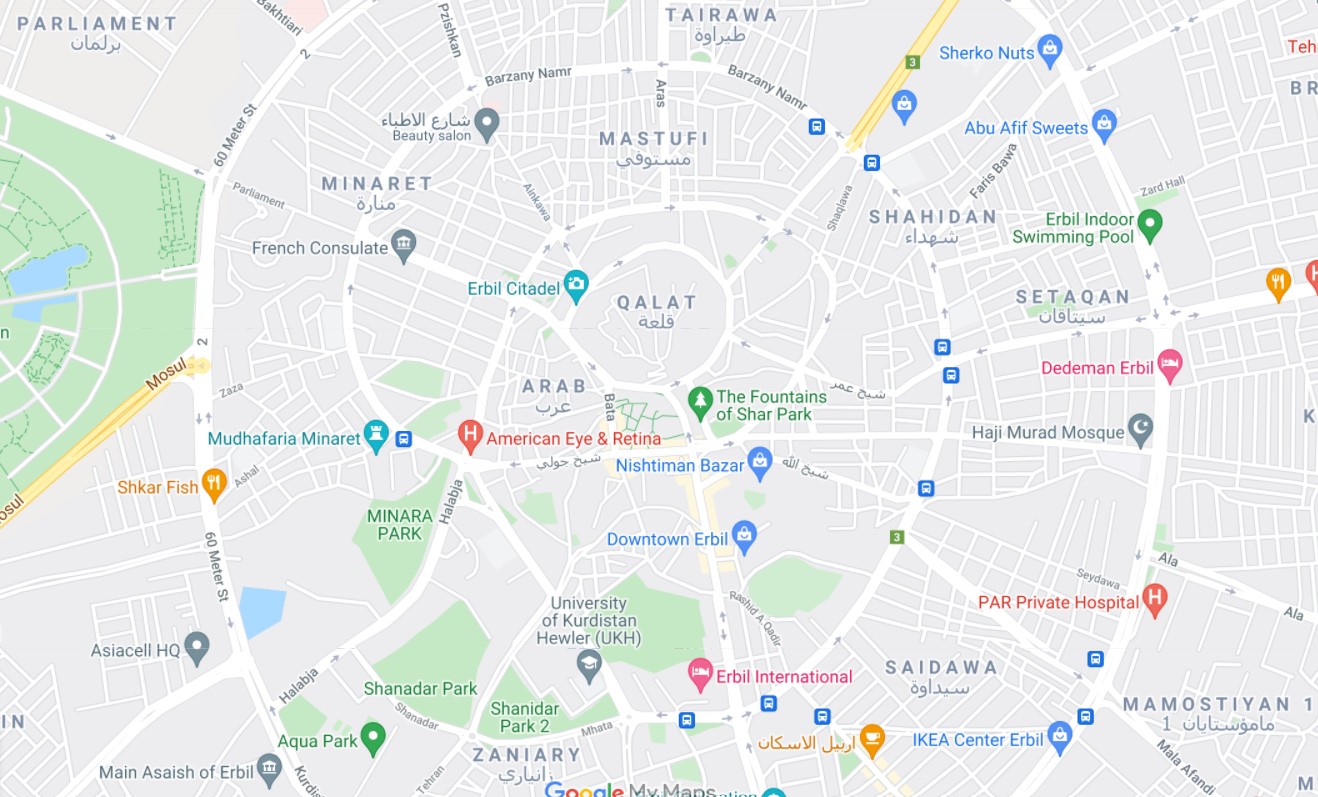 PARLIAMENT
برلمان
Bakhtiari
2
Pzishkan
TAIRAWA
طيراوة
Sherko Nuts
3
Barzany Namr
Barzany Namr
Aras
شارع الاطباء
Beauty salon
MASTUFI
مستوفي
Abu Afif Sweets
60 Meter St
Faris Bawa
Parliament
MINARET
منارة
Ainkawa
Shaqlawa
Zard Hall
SHAHIDAN
شهداء
Erbil Indoor
Swimming Pool
French Consulate
Erbil Citadel
QALAT
قلعة
SETAQAN
سيتاقان
2
Mosul
Zaza
Dedeman Erbil
ARAB
عرب
Bata
شيخ عمر
The Fountains
of Shar Park
Mudhafaria Minaret
American Eye & Retina
Haji Murad Mosque
شيخ جولي
Nishtiman Bazar
شيخ الله
Shkar Fish
Ashal
Halabja
MINARA
PARK
Downtown Erbil
3
60 Meter St
Ala
Seydawa
Ala
PAR Private Hospital
University
of Kurdistan
Hewler (UKH)
Rashid A.Qadir
Asiacell HQ
Halabja
Shanadar Park
Erbil International
SAIDAWA
سيداوة
Shanidar
Park 2
Shanadar
Mhata
MAMOSTIYAN 1
مامؤستايان 1
Aqua Park
ZANIARY
زانياري
اربيل الاسكان
IKEA Center Erbil
Main Asaish of Erbil
Tehran
Mala Afandi
Google My Maps